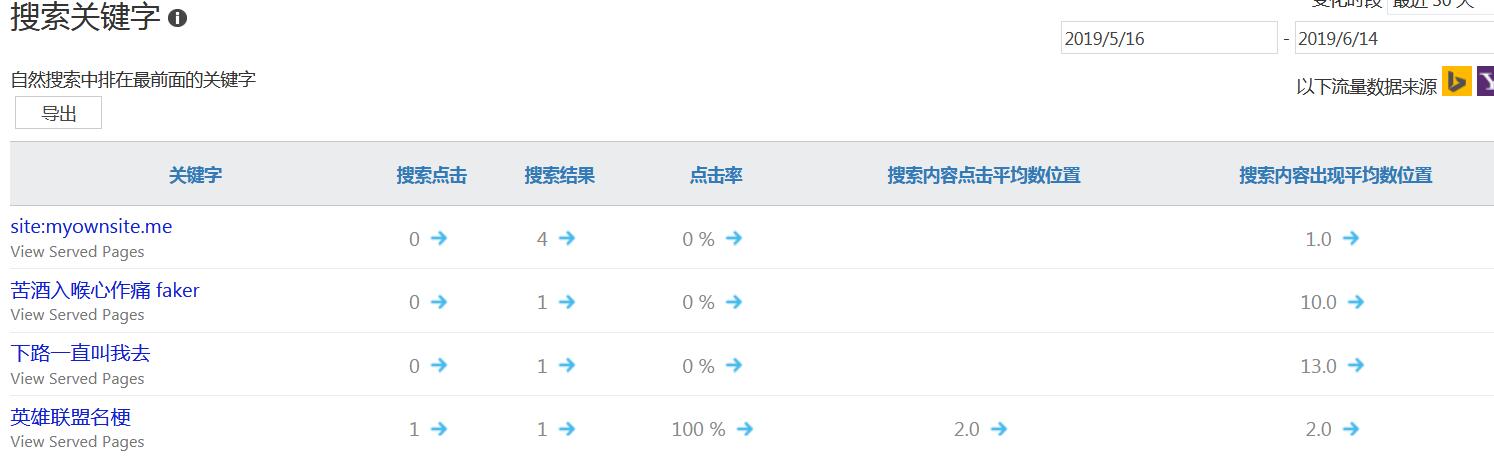 搜索关键字
变化时段 最近 30 天
2019/5/16 - 2019/6/14
自然搜索中排在最前面的关键字
以下流量数据来源
导出
关键字 搜索点击 搜索结果 点击率 搜索内容点击平均数位置 搜索内容出现平均数位置
site:myownsite.me
0 4 0 % 1.0
View Served Pages
苦酒入喉心作痛 faker
0 1 0 % 10.0
View Served Pages
下路一直叫我去
0 1 0 % 13.0
View Served Pages
英雄联盟名梗
1 1 100 % 2.0 2.0
View Served Pages